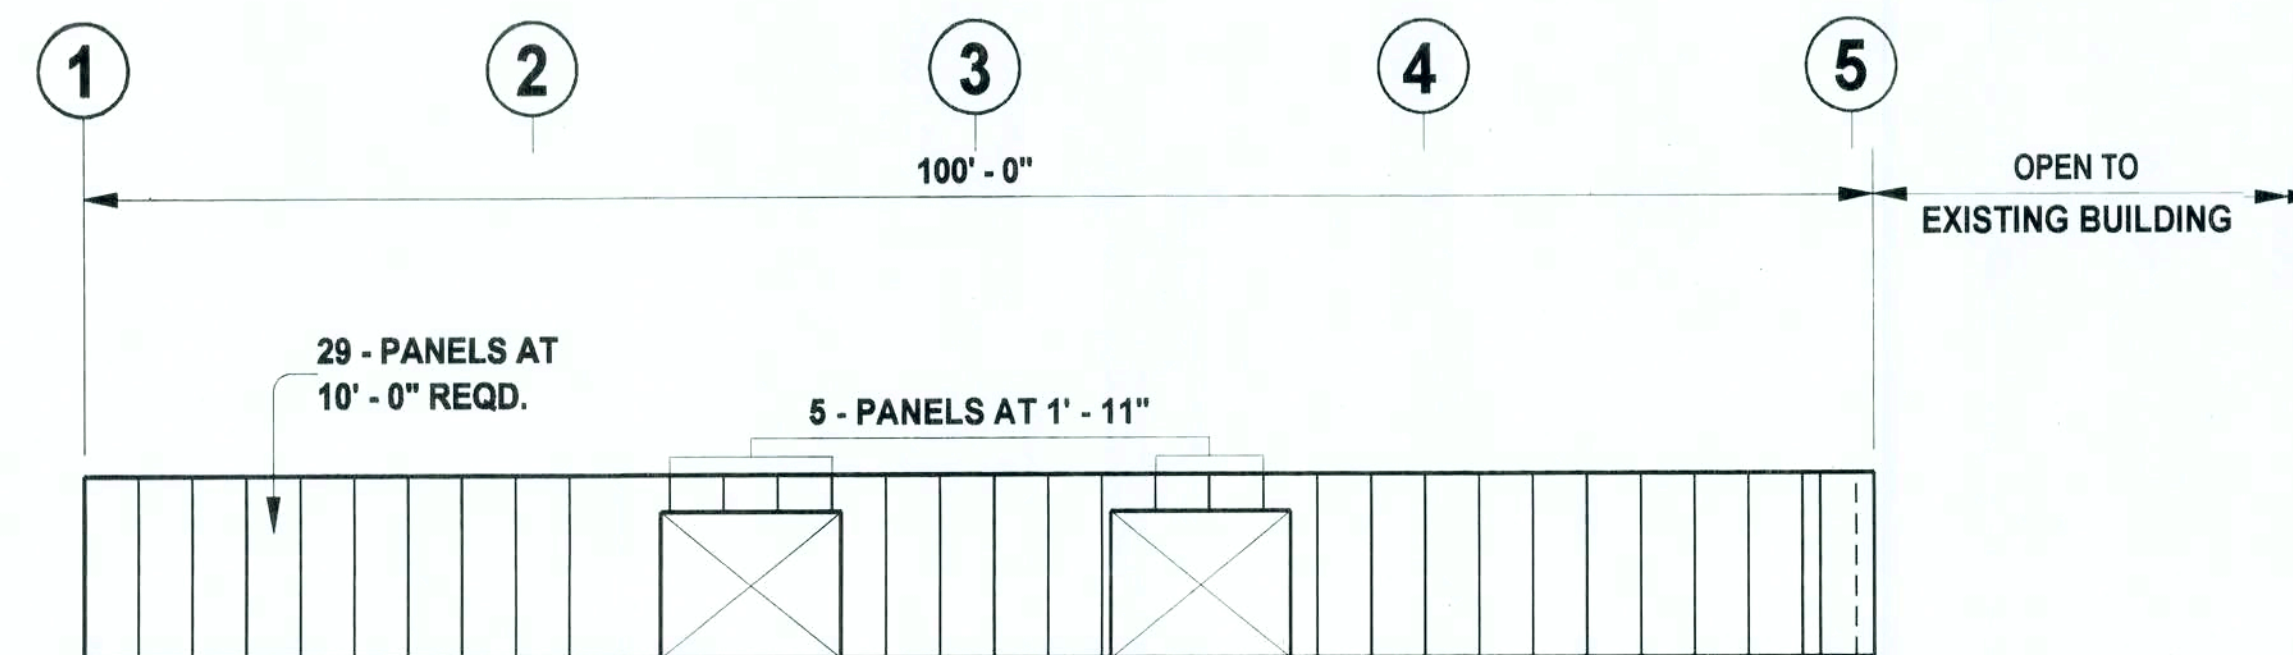 1
2
3
4
5
100' - 0"
OPEN TO
EXISTING BUILDING
29 - PANELS AT
10' - 0" REQD.
5 - PANELS AT 1' - 11"